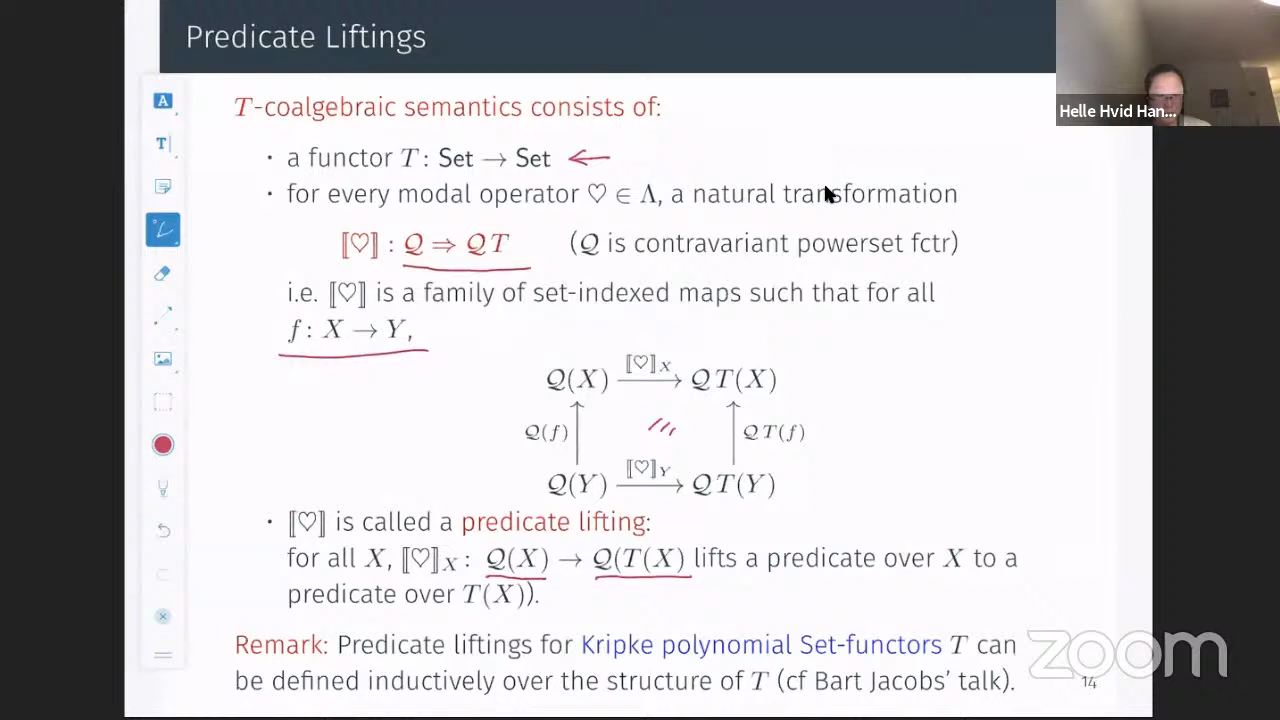 Predicate Liftings
Helle Hvid Han...
T-coalgebraic semantics consists of:
· a functor T : Set → Set
· for every modal operator ♡ ∈ Λ, a natural transformation
⟦♡⟧ : 𝒬 ⇒ 𝒬T (𝒬 is contravariant powerset fctr)
i.e. ⟦♡⟧ is a family of set-indexed maps such that for all
f : X → Y,
𝒬(X) ⟦♡⟧X 𝒬T(X)
𝒬(f) 𝒬T(f)
𝒬(Y) ⟦♡⟧Y 𝒬T(Y)
· ⟦♡⟧ is called a predicate lifting:
for all X, ⟦♡⟧X : 𝒬(X) → 𝒬(T(X) lifts a predicate over X to a
predicate over T(X)).
Remark: Predicate liftings for Kripke polynomial Set-functors T can
be defined inductively over the structure of T (cf Bart Jacobs' talk).
14
zoom
A
T